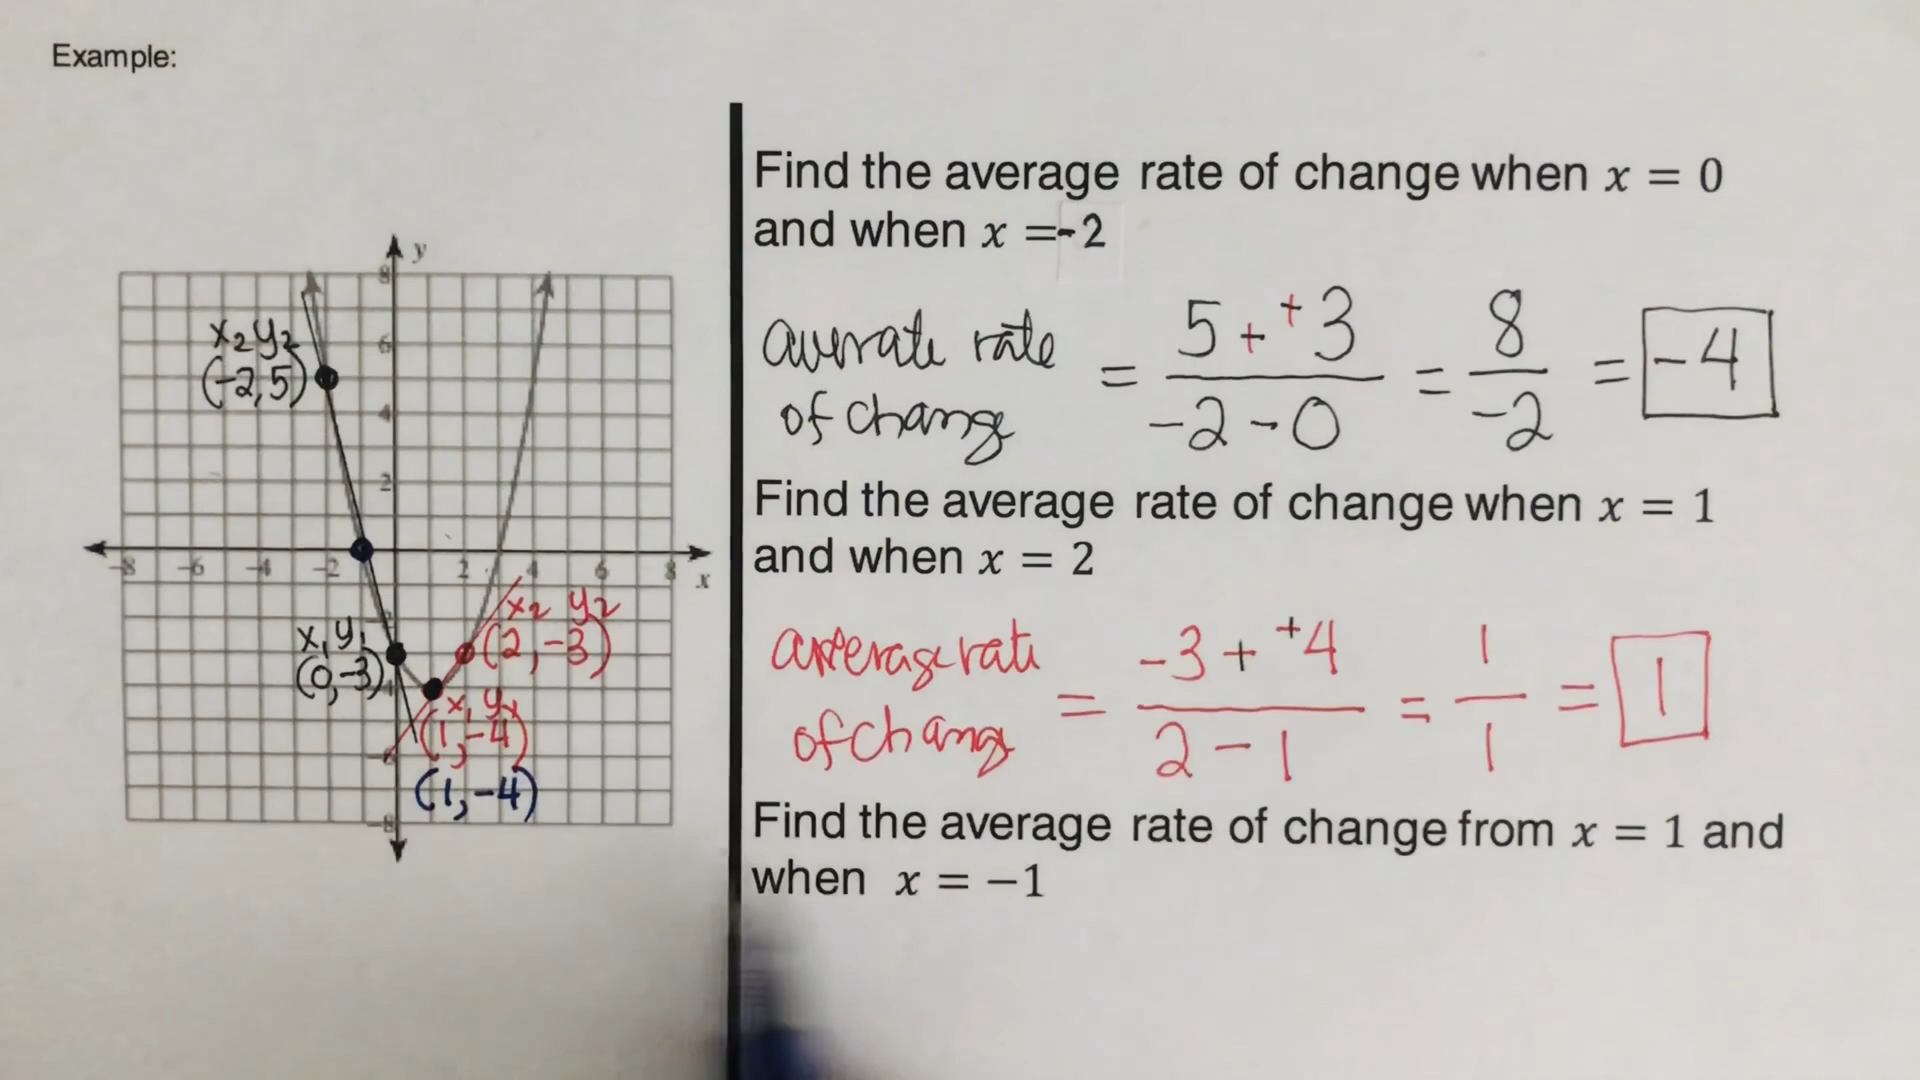 Example:
y
8
6
4
2
-8 -6 -4 -2 2 4 6 8
x
-2
-4
-6
-8
x₂ y₂
(-2,5)
x₁ y₁
(0,-3)
x₂ y₂
(2,-3)
x₁ y₁
(1,-4)
(1,-4)
Find the average rate of change when x = 0
and when x =-2
averate rate
of change
= 5 + +3 / -2 - 0 = 8 / -2 = -4
Find the average rate of change when x = 1
and when x = 2
average rate
of change
= -3 + +4 / 2 - 1 = 1 / 1 = 1
Find the average rate of change from x = 1 and
when x = −1